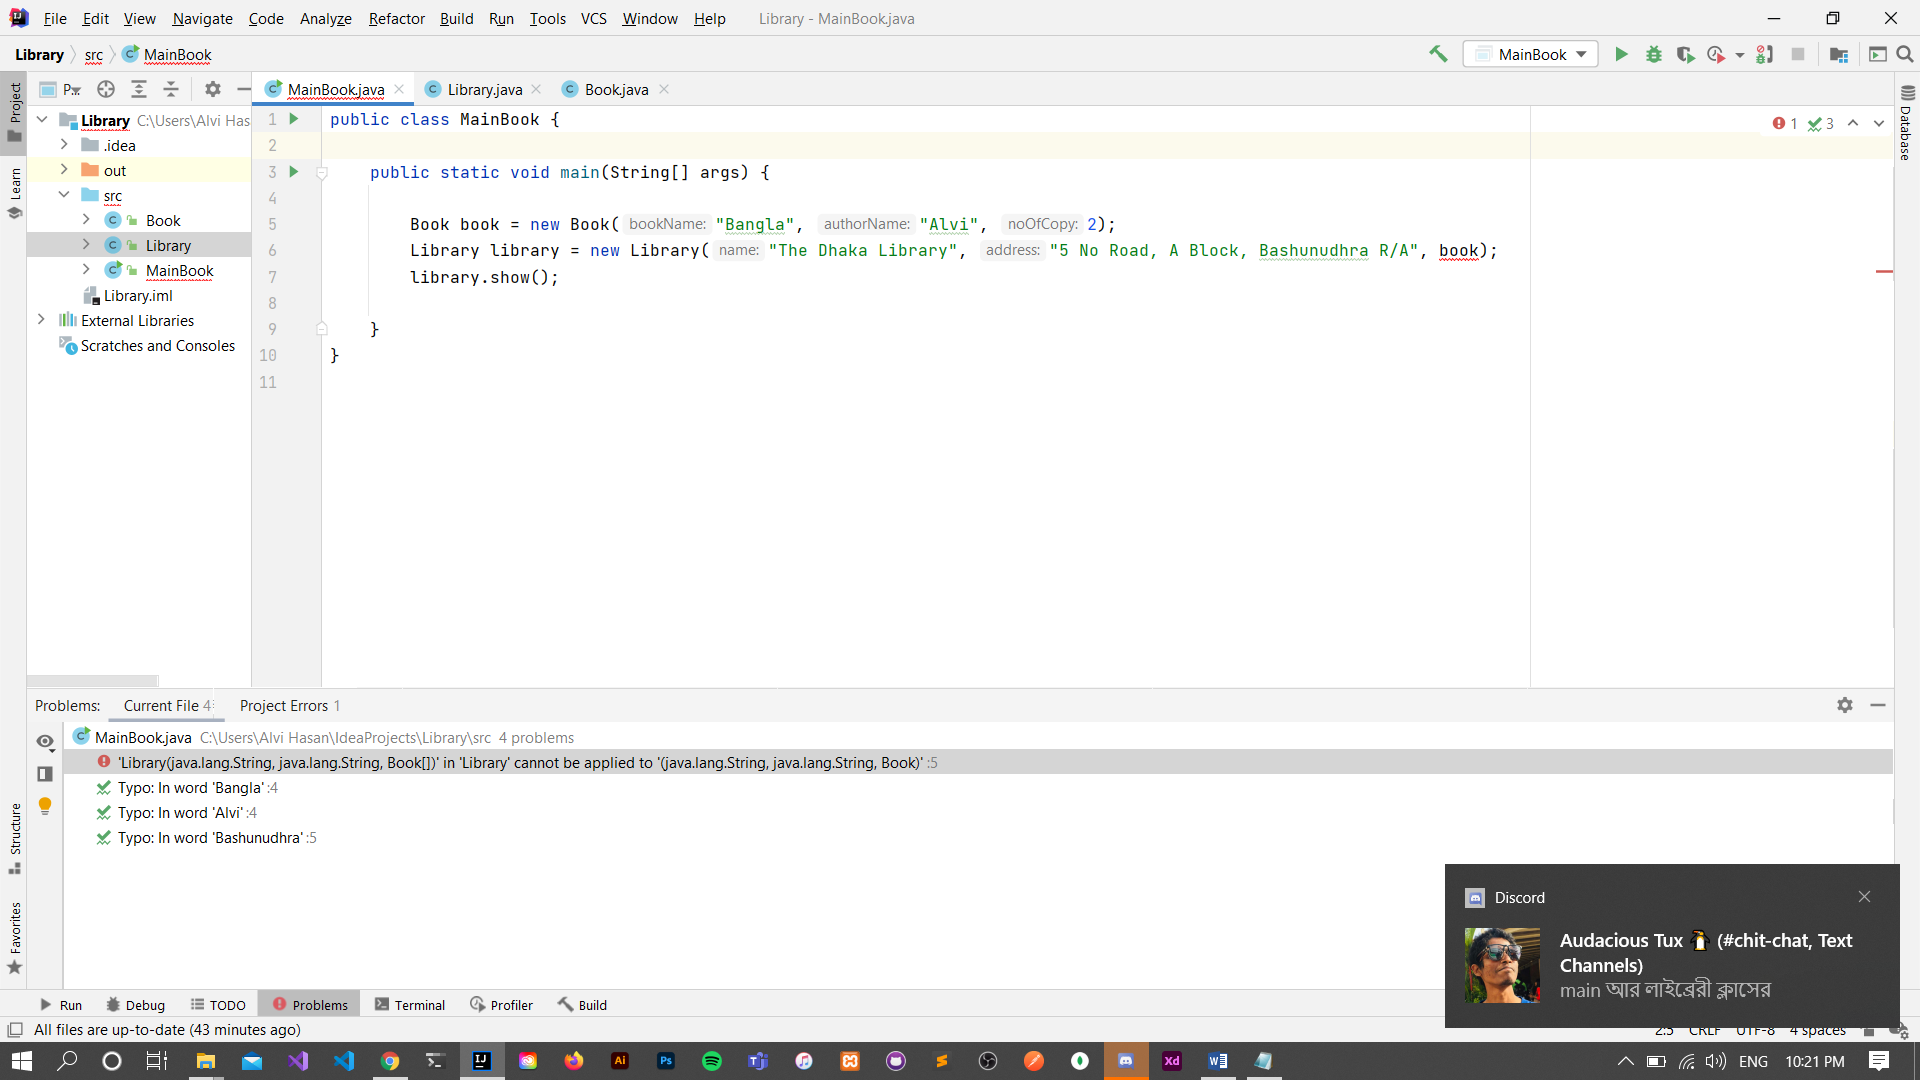 File Edit View Navigate Code Analyze Refactor Build Run Tools VCS Window Help Library - MainBook.java
Library src MainBook MainBook
P... MainBook.java Library.java Book.java
Project
Learn
Structure
Favorites
Database
Library C:\Users\Alvi Has
.idea
out
src
Book
Library
MainBook
Library.iml
External Libraries
Scratches and Consoles
1 public class MainBook {
2
3 public static void main(String[] args) {
4
5 Book book = new Book( bookName: "Bangla", authorName: "Alvi", noOfCopy: 2);
6 Library library = new Library( name: "The Dhaka Library", address: "5 No Road, A Block, Bashunudhra R/A", book);
7 library.show();
8
9 }
10 }
11
1 3
Problems: Current File 4 Project Errors 1
MainBook.java C:\Users\Alvi Hasan\IdeaProjects\Library\src 4 problems
'Library(java.lang.String, java.lang.String, Book[])' in 'Library' cannot be applied to '(java.lang.String, java.lang.String, Book)' :5
Typo: In word 'Bangla' :4
Typo: In word 'Alvi' :4
Typo: In word 'Bashunudhra' :5
Discord
Audacious Tux (#chit-chat, Text
Channels)
main আর লাইব্রেরী ক্লাসের
Run Debug TODO Problems Terminal Profiler Build
All files are up-to-date (43 minutes ago) 2:5 CRLF UTF-8 4 spaces
IJ Ai Ps Xd W ENG 10:21 PM